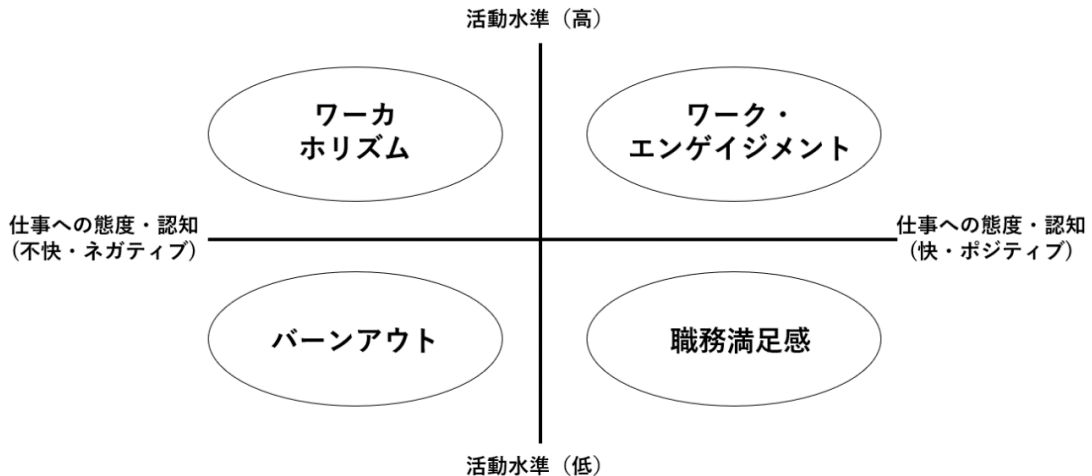 活動水準（高）
ワーカ
ホリズム
ワーク・
エンゲイジメント
仕事への態度・認知
(不快・ネガティブ)
仕事への態度・認知
(快・ポジティブ)
バーンアウト
職務満足感
活動水準（低）